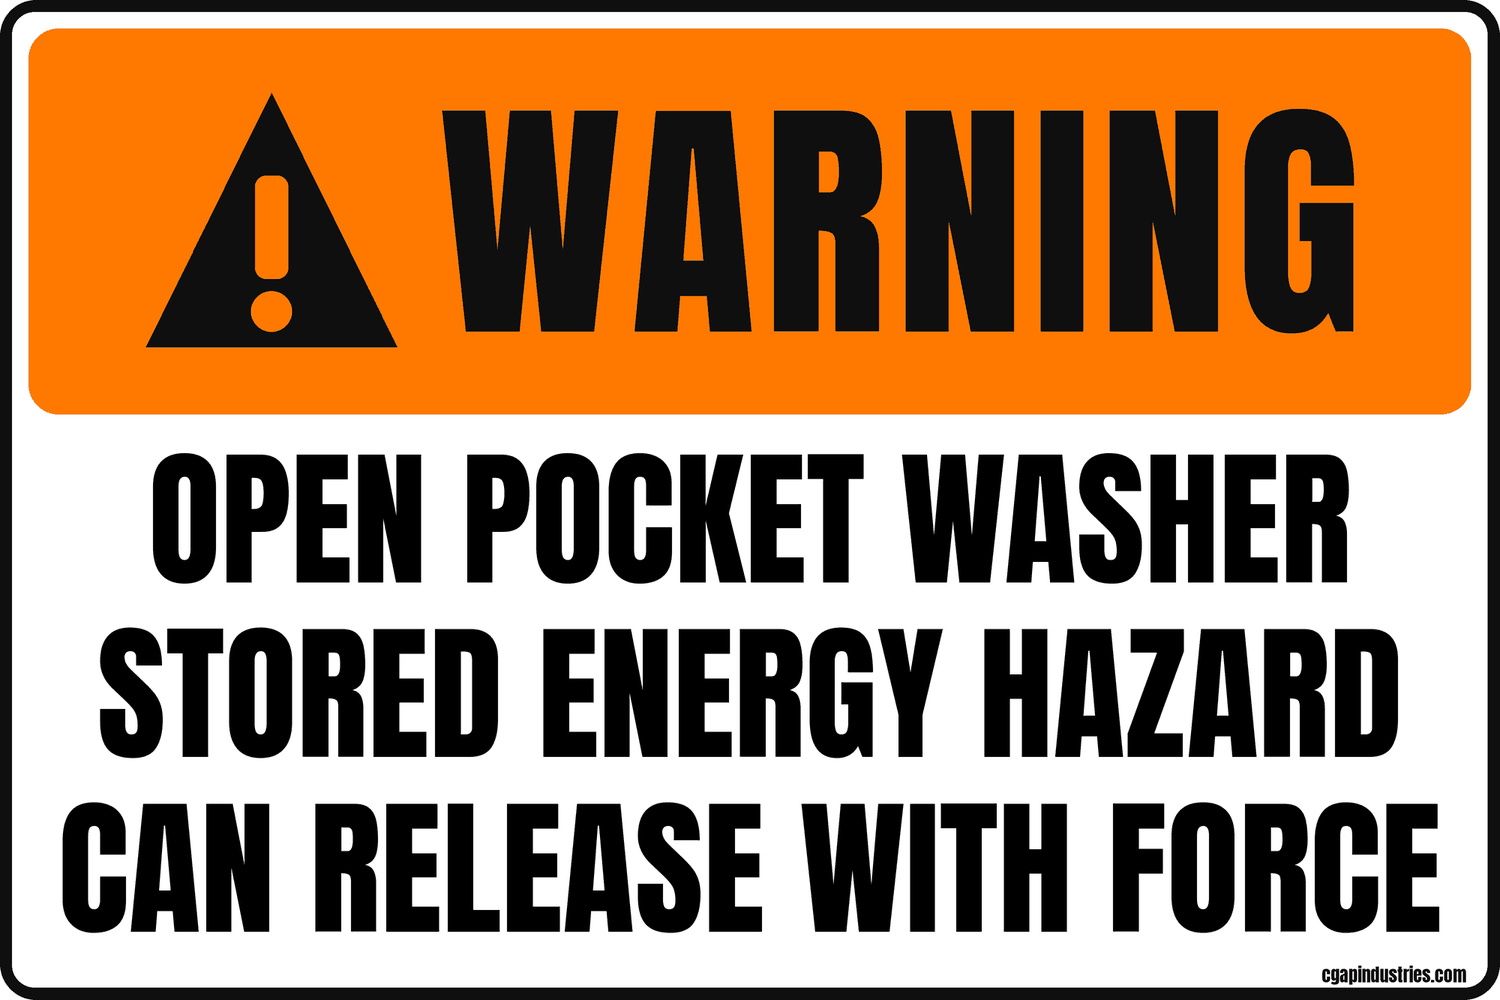 WARNING
OPEN POCKET WASHER
STORED ENERGY HAZARD
CAN RELEASE WITH FORCE
cgapindustries.com